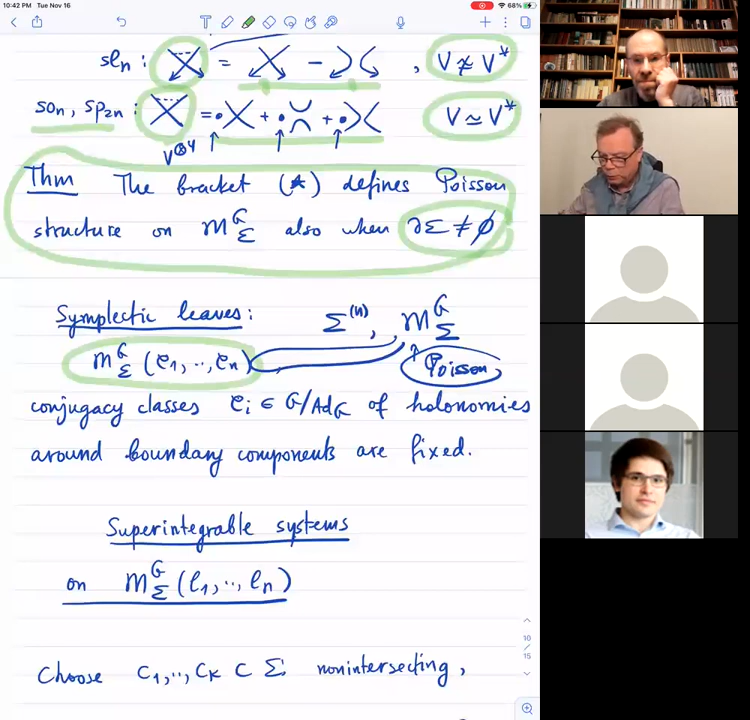 10:42 PM Tue Nov 16
68%
sl_n : X = X − )( , V ≄ V*
so_n, sp_2n : X = •X + •≍ + •)( V ≃ V*
V^⊗4
Thm The bracket (*) defines Poisson
structure on M^G_Σ also when ∂Σ ≠ ∅
Symplectic leaves: Σ^(n), M^G_Σ
M^G_Σ (C_1, .., C_n) Poisson,
conjugacy classes C_i ∈ G/Ad_G of holonomies
around boundary components are fixed.
Superintegrable systems
on M^G_Σ (C_1, .., C_n)
Choose C_1, .., C_k ⊂ Σ nonintersecting,
10
15